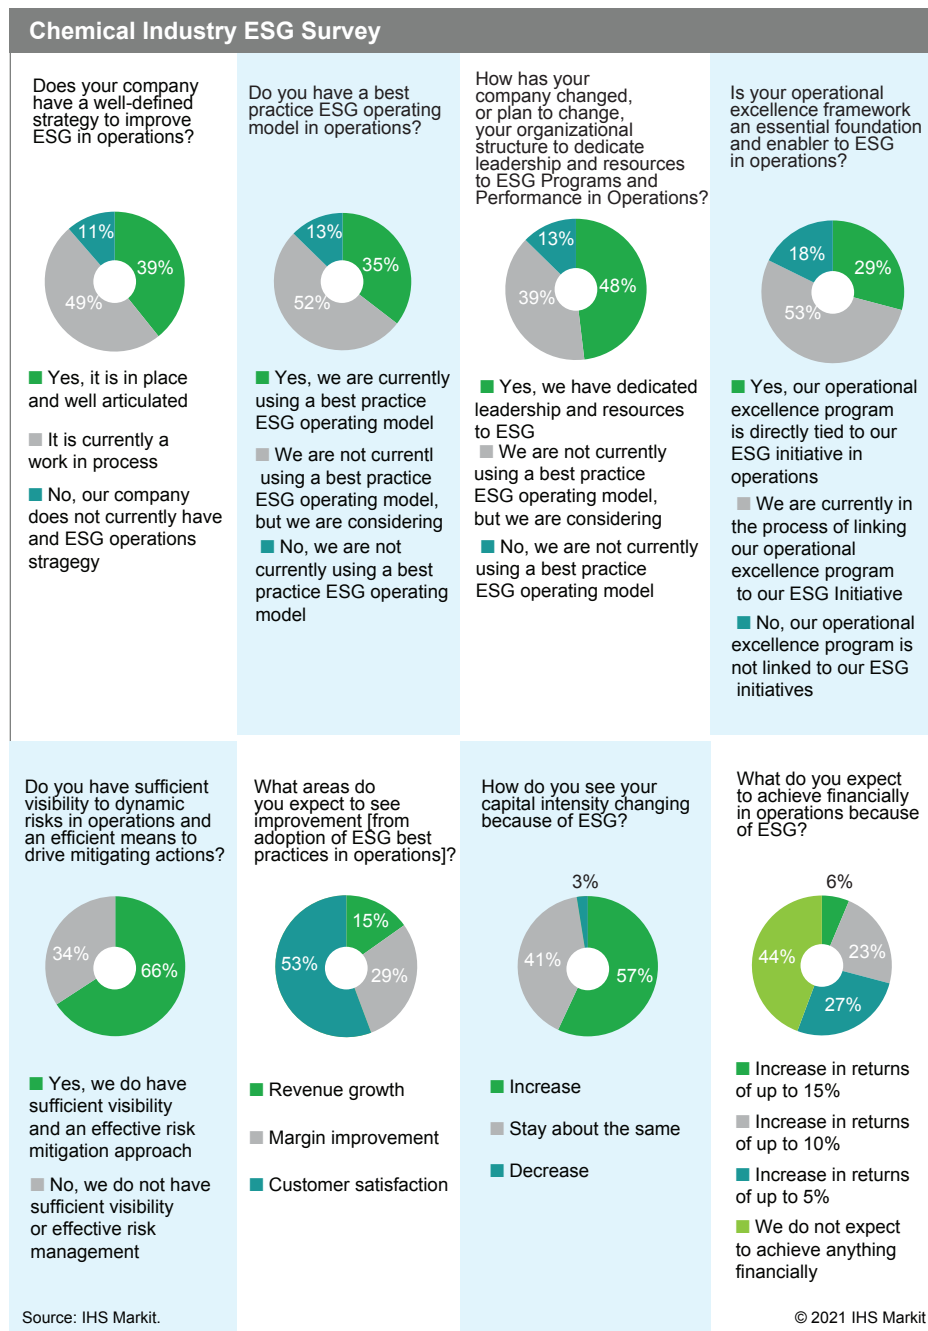 Chemical Industry ESG Survey
Does your company
have a well-defined
strategy to improve
ESG in operations?
11%
39%
49%
■ Yes, it is in place
and well articulated
■ It is currently a
work in process
■ No, our company
does not currently have
and ESG operations
stragegy
Do you have a best
practice ESG operating
model in operations?
13%
35%
52%
■ Yes, we are currently
using a best practice
ESG operating model
■ We are not currentl
using a best practice
ESG operating model,
but we are considering
■ No, we are not
currently using a best
practice ESG operating
model
How has your
company changed,
or plan to change,
your organizational
structure to dedicate
leadership and resources
to ESG Programs and
Performance in Operations?
13%
48%
39%
■ Yes, we have dedicated
leadership and resources
to ESG
■ We are not currently
using a best practice
ESG operating model,
but we are considering
■ No, we are not currently
using a best practice
ESG operating model
Is your operational
excellence framework
an essential foundation
and enabler to ESG
in operations?
18%
29%
53%
■ Yes, our operational
excellence program
is directly tied to our
ESG initiative in
operations
■ We are currently in
the process of linking
our operational
excellence program
to our ESG Initiative
■ No, our operational
excellence program is
not linked to our ESG
initiatives
Do you have sufficient
visibility to dynamic
risks in operations and
an efficient means to
drive mitigating actions?
34%
66%
■ Yes, we do have
sufficient visibility
and an effective risk
mitigation approach
■ No, we do not have
sufficient visibility
or effective risk
management
What areas do
you expect to see
improvement [from
adoption of ESG best
practices in operations]?
15%
53%
29%
■ Revenue growth
■ Margin improvement
■ Customer satisfaction
How do you see your
capital intensity changing
because of ESG?
3%
41%
57%
■ Increase
■ Stay about the same
■ Decrease
What do you expect
to achieve financially
in operations because
of ESG?
6%
44%
23%
27%
■ Increase in returns
of up to 15%
■ Increase in returns
of up to 10%
■ Increase in returns
of up to 5%
■ We do not expect
to achieve anything
financially
Source: IHS Markit.
© 2021 IHS Markit